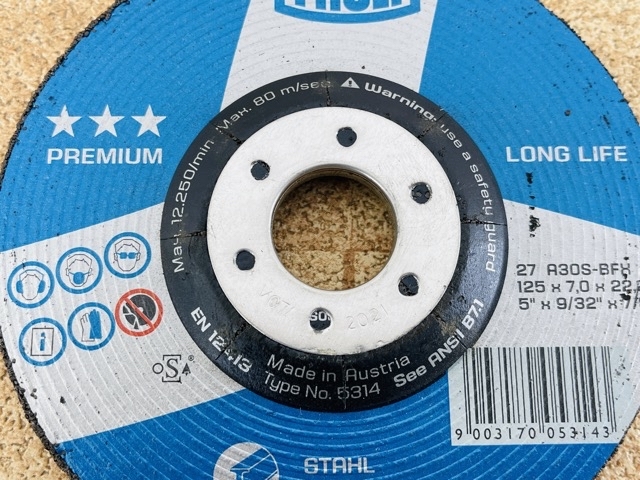 PREMIUM
LONG LIFE
Max. 12.250/min
Max. 80 m/sec.
Warning: use a safety guard
27 A30S-BFX
125 x 7,0 x 22,
5" x 9/32" x 7/
EN 12413
Made in Austria
Type No. 5314
See ANSI B7.1
2021
STAHL
9 003170 053143